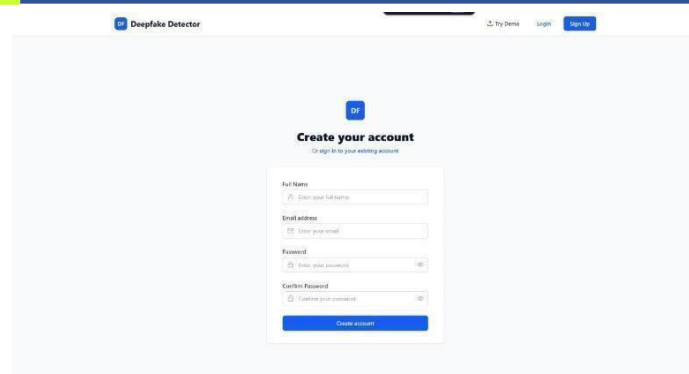 DF Deepfake Detector Try Demo Login Sign Up
DF
Create your account
Or sign in to your existing account
Full Name
Enter your full name
Email address
Enter your email
Password
Enter your password
Confirm Password
Confirm your password
Create account